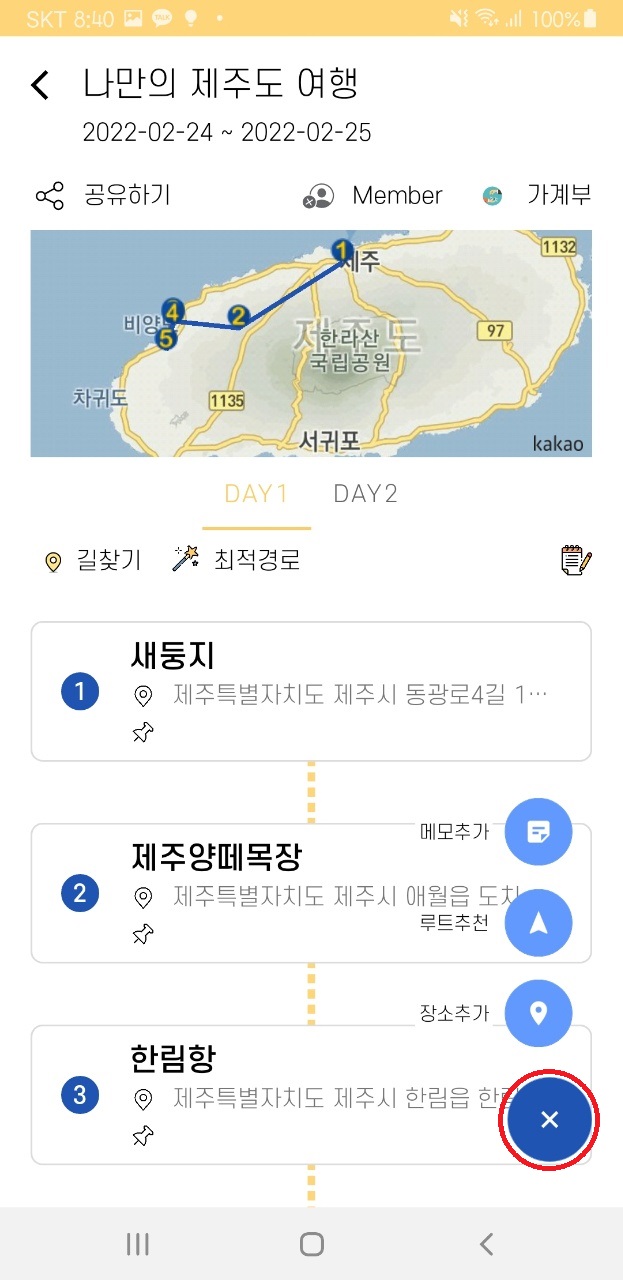 SKT 8:40 TALK 100%
나만의 제주도 여행
2022-02-24 ~ 2022-02-25
공유하기 Member 가계부
1 제주 1132
4 2
비양도 제주도
5 한라산 97
국립공원
차귀도 1135
서귀포 kakao
DAY1 DAY2
길찾기 최적경로
새둥지
1 제주특별자치도 제주시 동광로4길 1…
메모추가
제주양떼목장
2 제주특별자치도 제주시 애월읍 도치
루트추천
장소추가
한림항
3 제주특별자치도 제주시 한림읍 한림